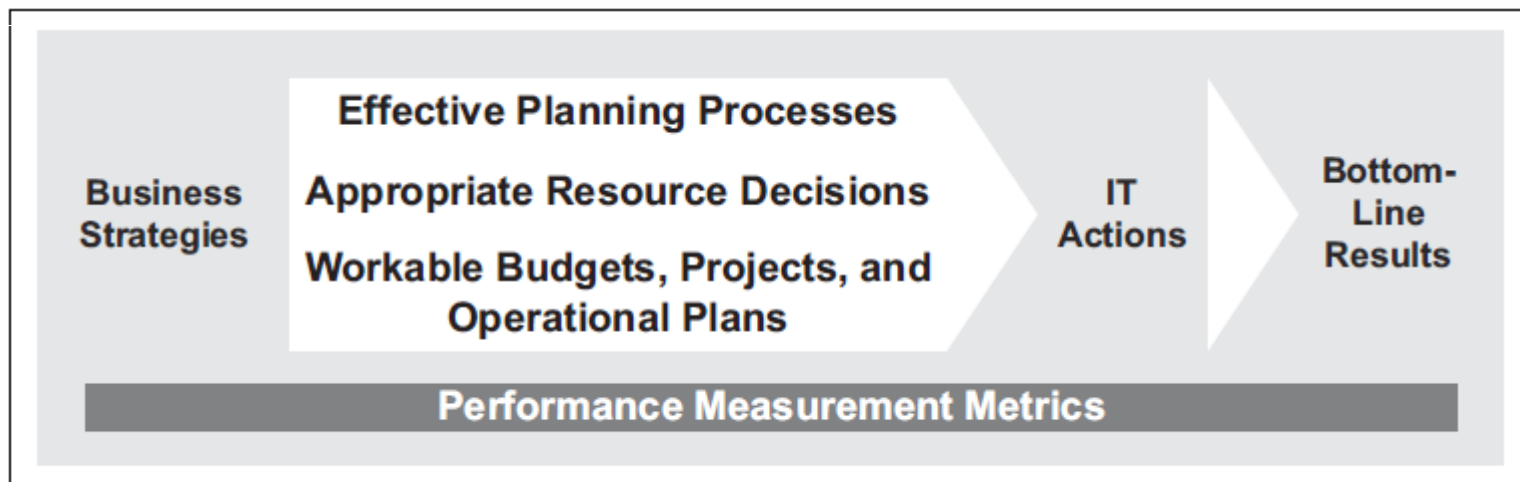 Business
Strategies
Effective Planning Processes
Appropriate Resource Decisions
Workable Budgets, Projects, and
Operational Plans
IT
Actions
Bottom-
Line
Results
Performance Measurement Metrics